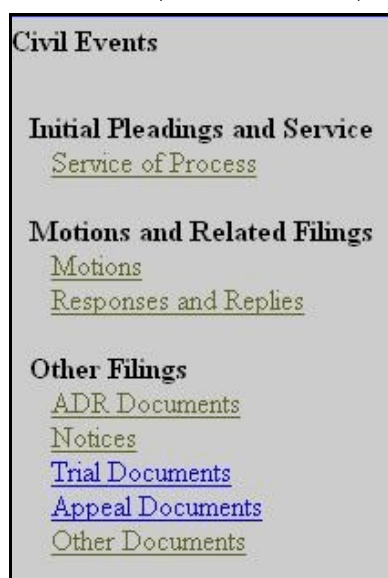 Civil Events
Initial Pleadings and Service
Service of Process
Motions and Related Filings
Motions
Responses and Replies
Other Filings
ADR Documents
Notices
Trial Documents
Appeal Documents
Other Documents